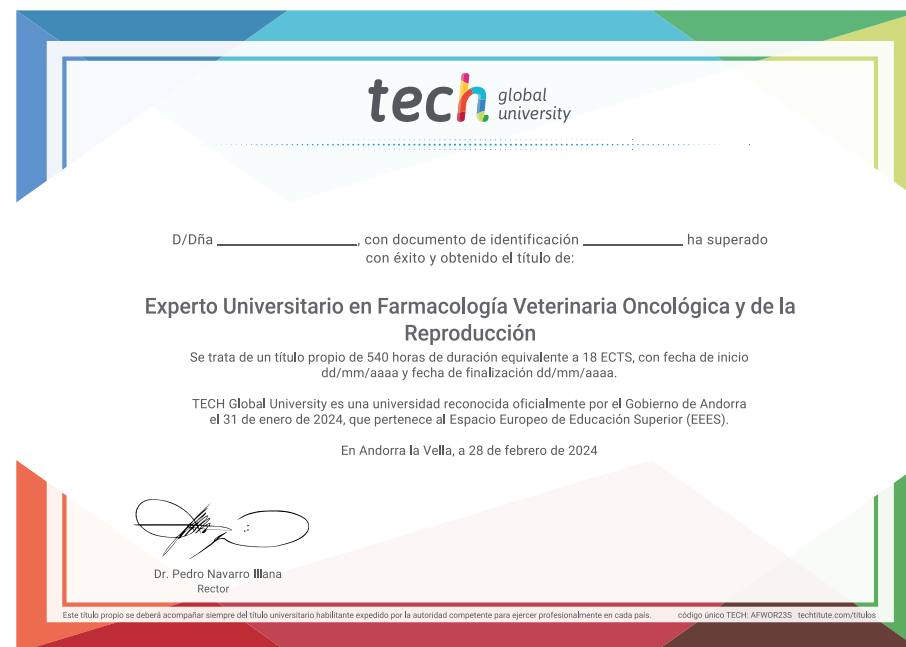 tech global university
D/Dña ____________________, con documento de identificación ______________ ha superado
con éxito y obtenido el título de:
Experto Universitario en Farmacología Veterinaria Oncológica y de la
Reproducción
Se trata de un título propio de 540 horas de duración equivalente a 18 ECTS, con fecha de inicio
dd/mm/aaaa y fecha de finalización dd/mm/aaaa.
TECH Global University es una universidad reconocida oficialmente por el Gobierno de Andorra
el 31 de enero de 2024, que pertenece al Espacio Europeo de Educación Superior (EEES).
En Andorra la Vella, a 28 de febrero de 2024
Dr. Pedro Navarro Illana
Rector
Este título propio se deberá acompañar siempre del título universitario habilitante expedido por la autoridad competente para ejercer profesionalmente en cada país. código único TECH: AFWOR23S techtitute.com/titulos